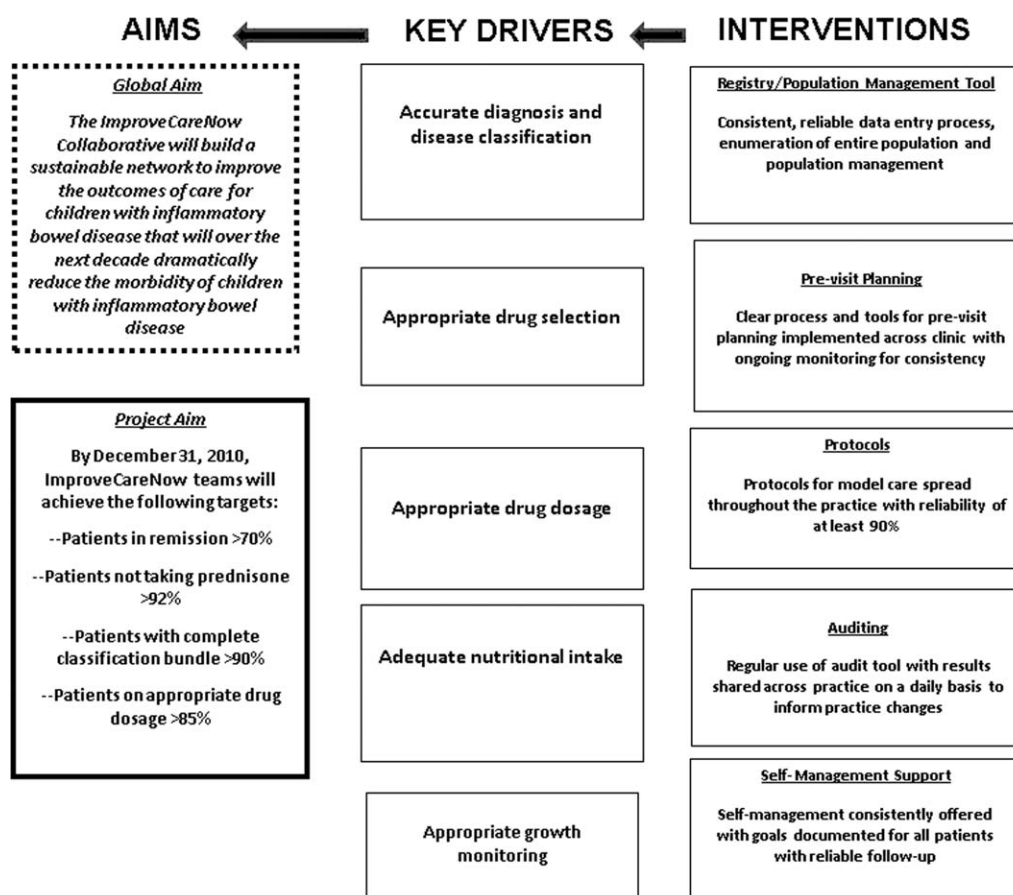 AIMS
KEY DRIVERS
INTERVENTIONS
Global Aim
The ImproveCareNow
Collaborative will build a
sustainable network to improve
the outcomes of care for
children with inflammatory
bowel disease that will over the
next decade dramatically
reduce the morbidity of children
with inflammatory bowel
disease
Project Aim
By December 31, 2010,
ImproveCareNow teams will
achieve the following targets:
--Patients in remission >70%
--Patients not taking prednisone
>92%
--Patients with complete
classification bundle >90%
--Patients on appropriate drug
dosage >85%
Accurate diagnosis and
disease classification
Appropriate drug selection
Appropriate drug dosage
Adequate nutritional intake
Appropriate growth
monitoring
Registry/Population Management Tool
Consistent, reliable data entry process,
enumeration of entire population and
population management
Pre-visit Planning
Clear process and tools for pre-visit
planning implemented across clinic with
ongoing monitoring for consistency
Protocols
Protocols for model care spread
throughout the practice with reliability of
at least 90%
Auditing
Regular use of audit tool with results
shared across practice on a daily basis to
inform practice changes
Self-Management Support
Self-management consistently offered
with goals documented for all patients
with reliable follow-up